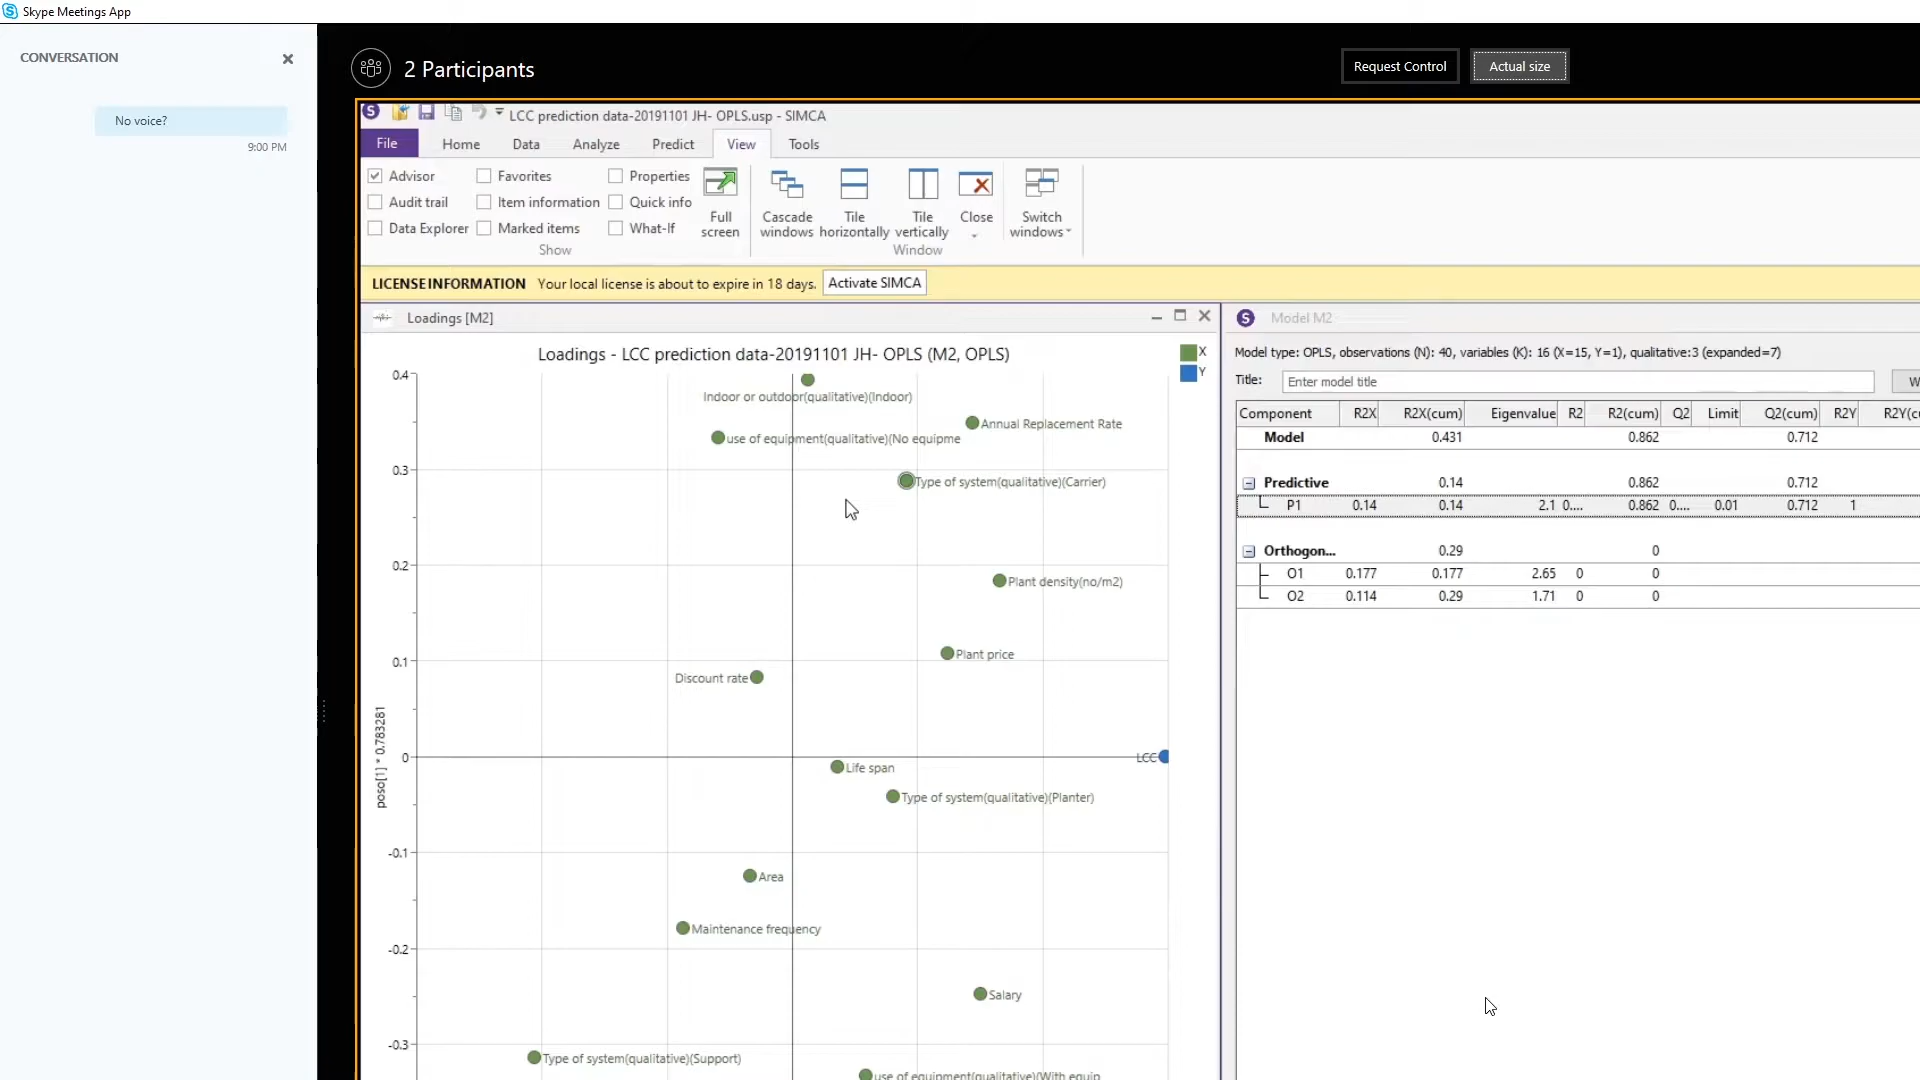 Skype Meetings App
CONVERSATION
No voice?
9:00 PM
2 Participants
Request Control
Actual size
LCC prediction data-20191101 JH- OPLS.usp - SIMCA
File Home Data Analyze Predict View Tools
Advisor Favorites Properties
Audit trail Item information Quick info
Data Explorer Marked items What-If
Show
Full screen
Cascade windows
Tile horizontally
Tile vertically
Close
Switch windows
Window
LICENSE INFORMATION Your local license is about to expire in 18 days. Activate SIMCA
Loadings [M2]
Loadings - LCC prediction data-20191101 JH- OPLS (M2, OPLS)
X
Y
0.4
Indoor or outdoor(qualitative)(Indoor)
Annual Replacement Rate
use of equipment(qualitative)(No equipme
0.3
Type of system(qualitative)(Carrier)
0.2
Plant density(no/m2)
0.1
Plant price
Discount rate
poso[1] * 0.783281
0
LCC
Life span
Type of system(qualitative)(Planter)
-0.1
Area
Maintenance frequency
-0.2
Salary
-0.3
Type of system(qualitative)(Support)
use of equipment(qualitative)(With equip
Model M2
Model type: OPLS, observations (N): 40, variables (K): 16 (X=15, Y=1), qualitative:3 (expanded=7)
Title: Enter model title W
Component R2X R2X(cum) Eigenvalue R2 R2(cum) Q2 Limit Q2(cum) R2Y R2Y(cu
Model 0.431 0.862 0.712
Predictive 0.14 0.862 0.712
P1 0.14 0.14 2.1 0.... 0.862 0.... 0.01 0.712 1
Orthogon... 0.29 0
O1 0.177 0.177 2.65 0 0
O2 0.114 0.29 1.71 0 0